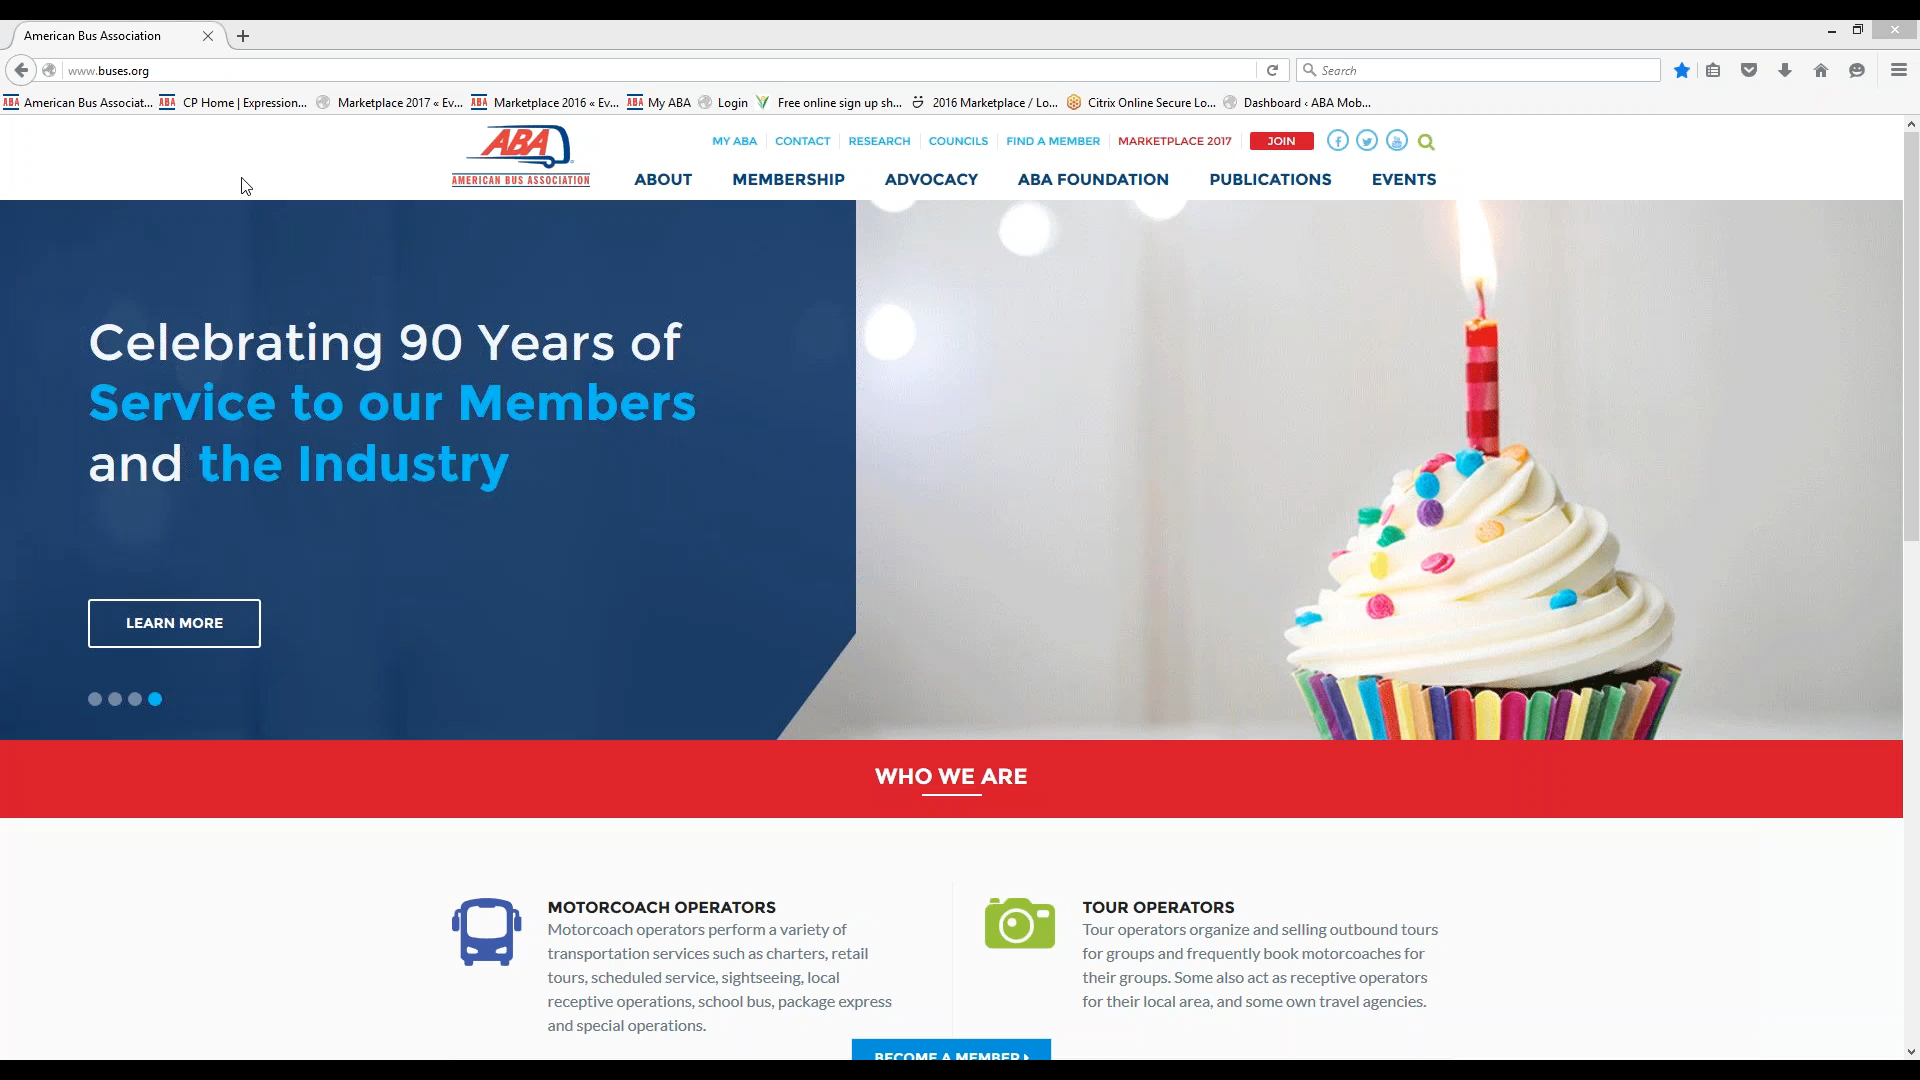 American Bus Association
www.buses.org
Search
American Bus Associat...
CP Home | Expression...
Marketplace 2017 « Ev...
Marketplace 2016 « Ev...
My ABA
Login
Free online sign up sh...
2016 Marketplace / Lo...
Citrix Online Secure Lo...
Dashboard ‹ ABA Mob...
ABA
AMERICAN BUS ASSOCIATION
MY ABA
CONTACT
RESEARCH
COUNCILS
FIND A MEMBER
MARKETPLACE 2017
JOIN
ABOUT
MEMBERSHIP
ADVOCACY
ABA FOUNDATION
PUBLICATIONS
EVENTS
Celebrating 90 Years of
Service to our Members
and the Industry
LEARN MORE
WHO WE ARE
MOTORCOACH OPERATORS
Motorcoach operators perform a variety of
transportation services such as charters, retail
tours, scheduled service, sightseeing, local
receptive operations, school bus, package express
and special operations.
TOUR OPERATORS
Tour operators organize and selling outbound tours
for groups and frequently book motorcoaches for
their groups. Some also act as receptive operators
for their local area, and some own travel agencies.
BECOME A MEMBER